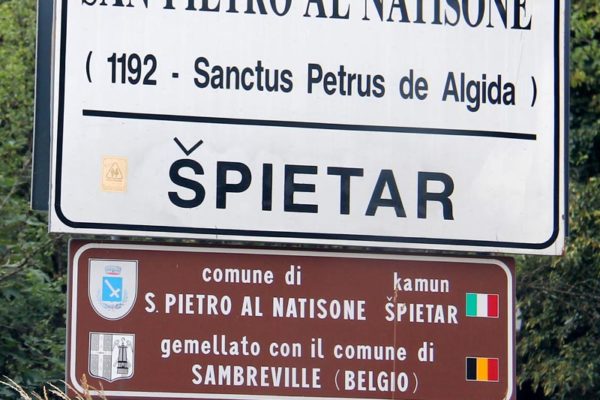 SAN PIETRO AL NATISONE
( 1192 - Sanctus Petrus de Algida )
ŠPIETAR
comune di kamun
S. PIETRO AL NATISONE ŠPIETAR
gemellato con il comune di
SAMBREVILLE (BELGIO)